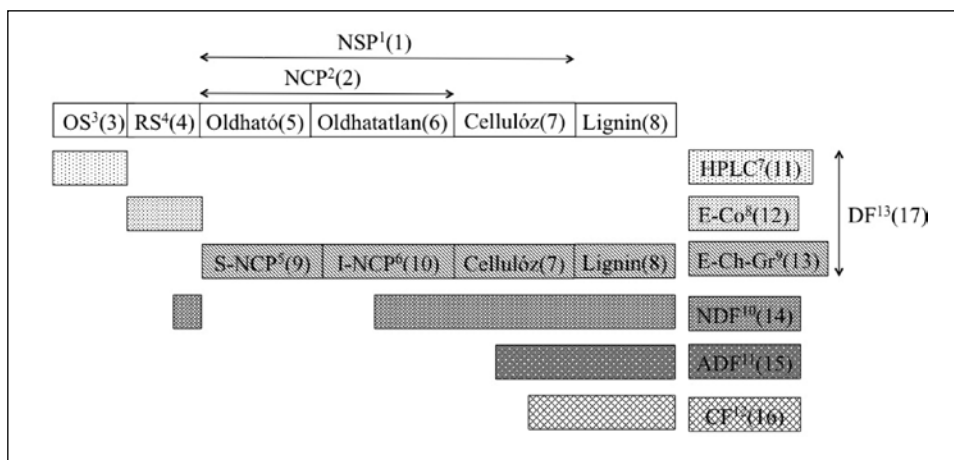 NSP¹(1)
NCP²(2)
OS³(3) RS⁴(4) Oldható(5) Oldhatatlan(6) Cellulóz(7) Lignin(8)
HPLC⁷(11)
E-Co⁸(12) DF¹³(17)
S-NCP⁵(9) I-NCP⁶(10) Cellulóz(7) Lignin(8) E-Ch-Gr⁹(13)
NDF¹⁰(14)
ADF¹¹(15)
CF¹²(16)